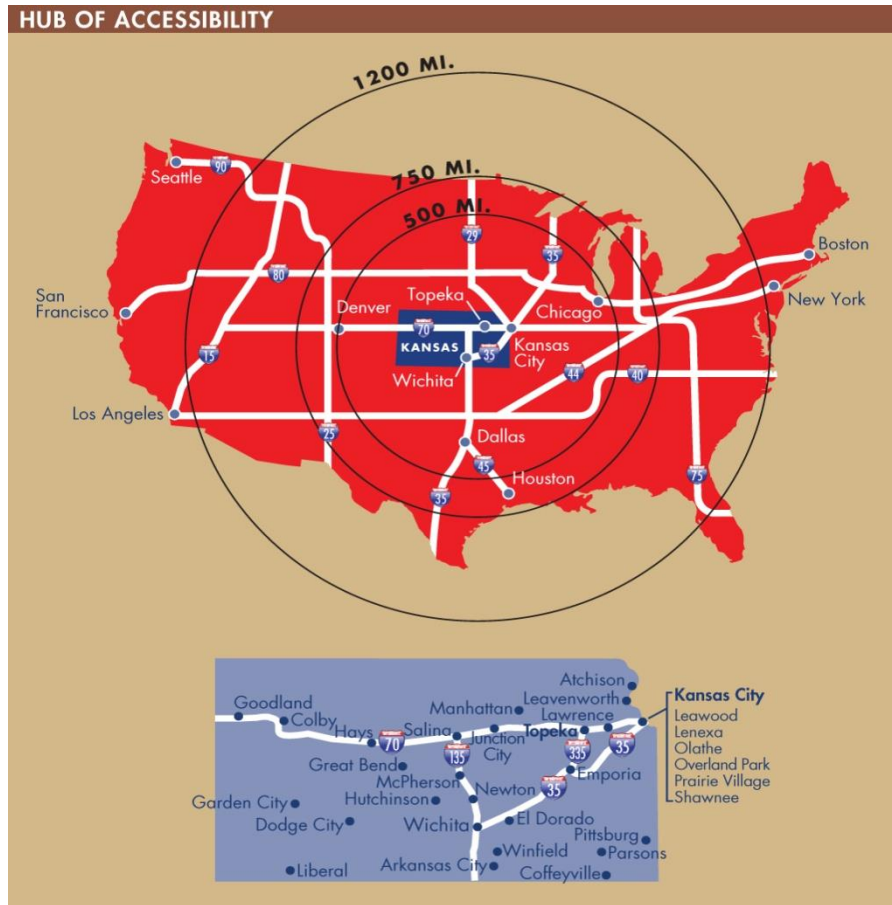 HUB OF ACCESSIBILITY
1200 MI.
750 MI.
500 MI.
Seattle
90
29
35
Boston
80
San
Francisco
Denver
Topeka
Chicago
New York
70
KANSAS
35
Kansas
City
15
Wichita
44
40
Los Angeles
25
Dallas
45
Houston
35
75
Atchison
Leavenworth
Kansas City
Goodland
Manhattan
Lawrence
Leawood
Colby
Hays
70
Salina
Junction
City
Topeka
335
35
Lenexa
Olathe
Overland Park
Prairie Village
Shawnee
135
Great Bend
McPherson
Emporia
Garden City
Hutchinson
Newton
35
Dodge City
Wichita
El Dorado
Pittsburg
Winfield
Parsons
Liberal
Arkansas City
Coffeyville